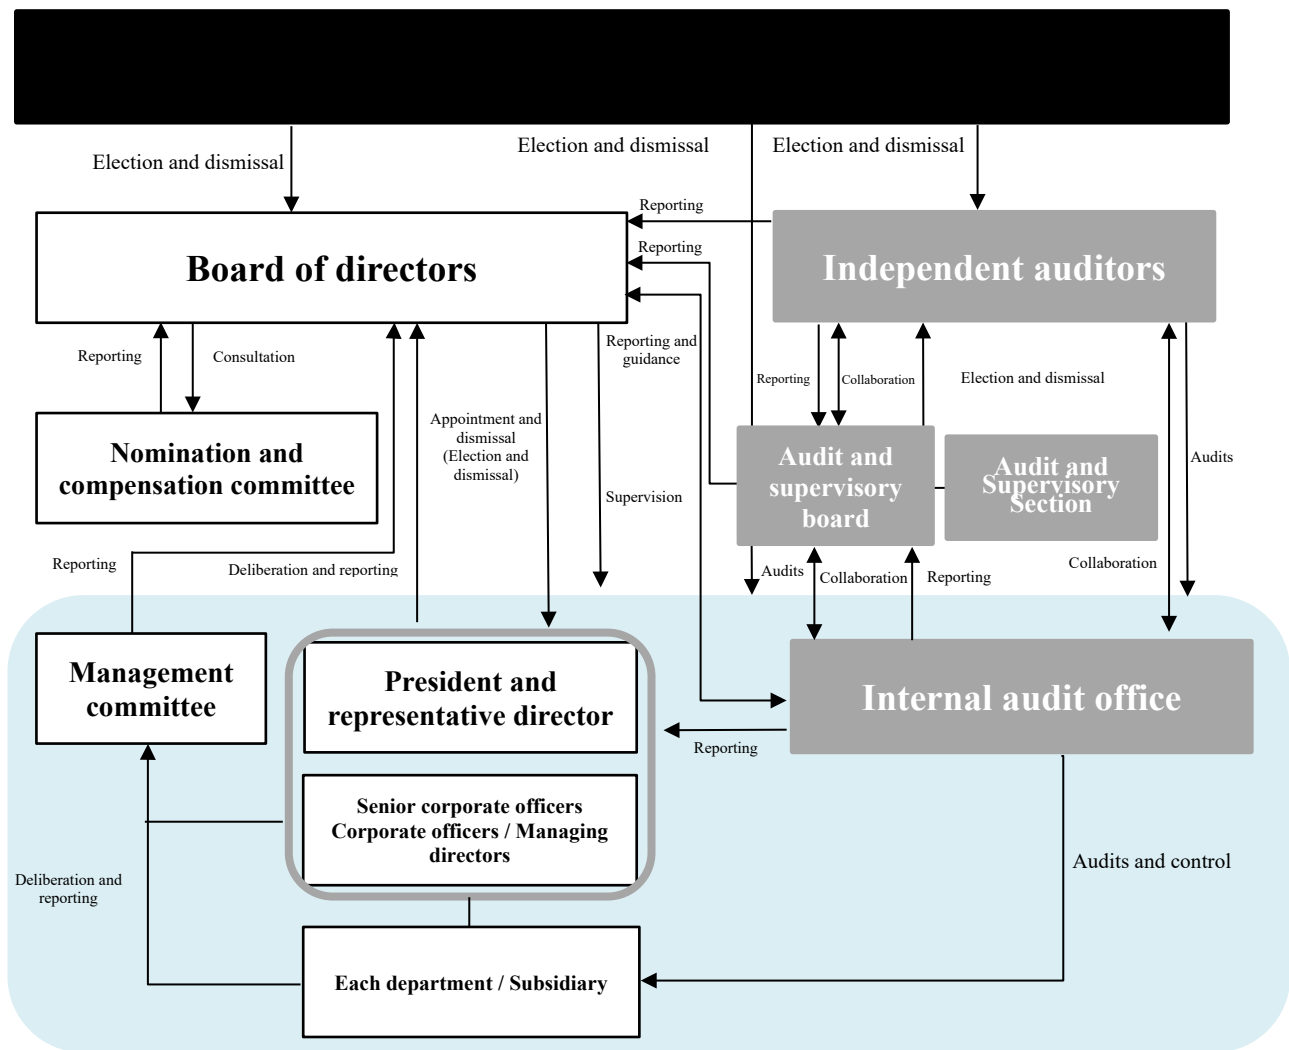 Election and dismissal
Election and dismissal
Election and dismissal
Board of directors
Reporting
Reporting
Independent auditors
Reporting
Consultation
Reporting and
guidance
Reporting
Collaboration
Election and dismissal
Nomination and
compensation committee
Appointment and
dismissal
(Election and
dismissal)
Supervision
Audit and
supervisory
board
Audit and
Supervisory
Section
Audits
Reporting
Deliberation and reporting
Audits
Collaboration
Reporting
Collaboration
Management
committee
President and
representative director
Internal audit office
Reporting
Senior corporate officers
Corporate officers / Managing
directors
Deliberation and
reporting
Audits and control
Each department / Subsidiary